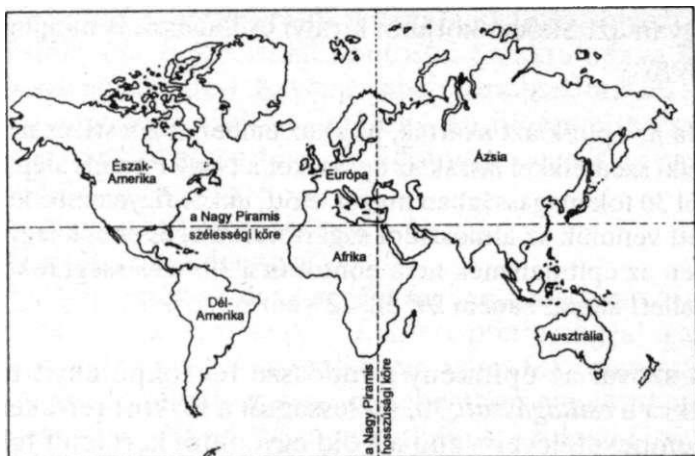 Észak-
Amerika
Európa
Ázsia
a Nagy Piramis
szélességi köre
Afrika
Dél-
Amerika
Ausztrália
a Nagy Piramis
hosszúsági köre